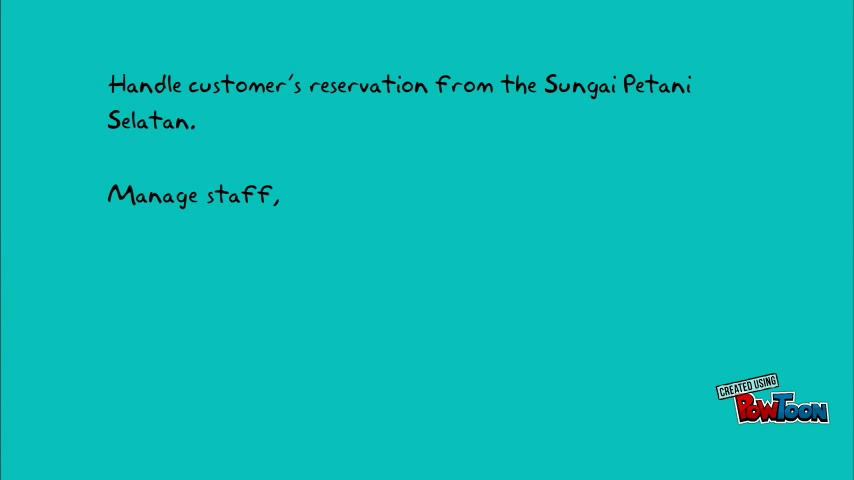 Handle customer's reservation from the Sungai Petani
Selatan.
Manage staff,
CREATED USING
POWTOON